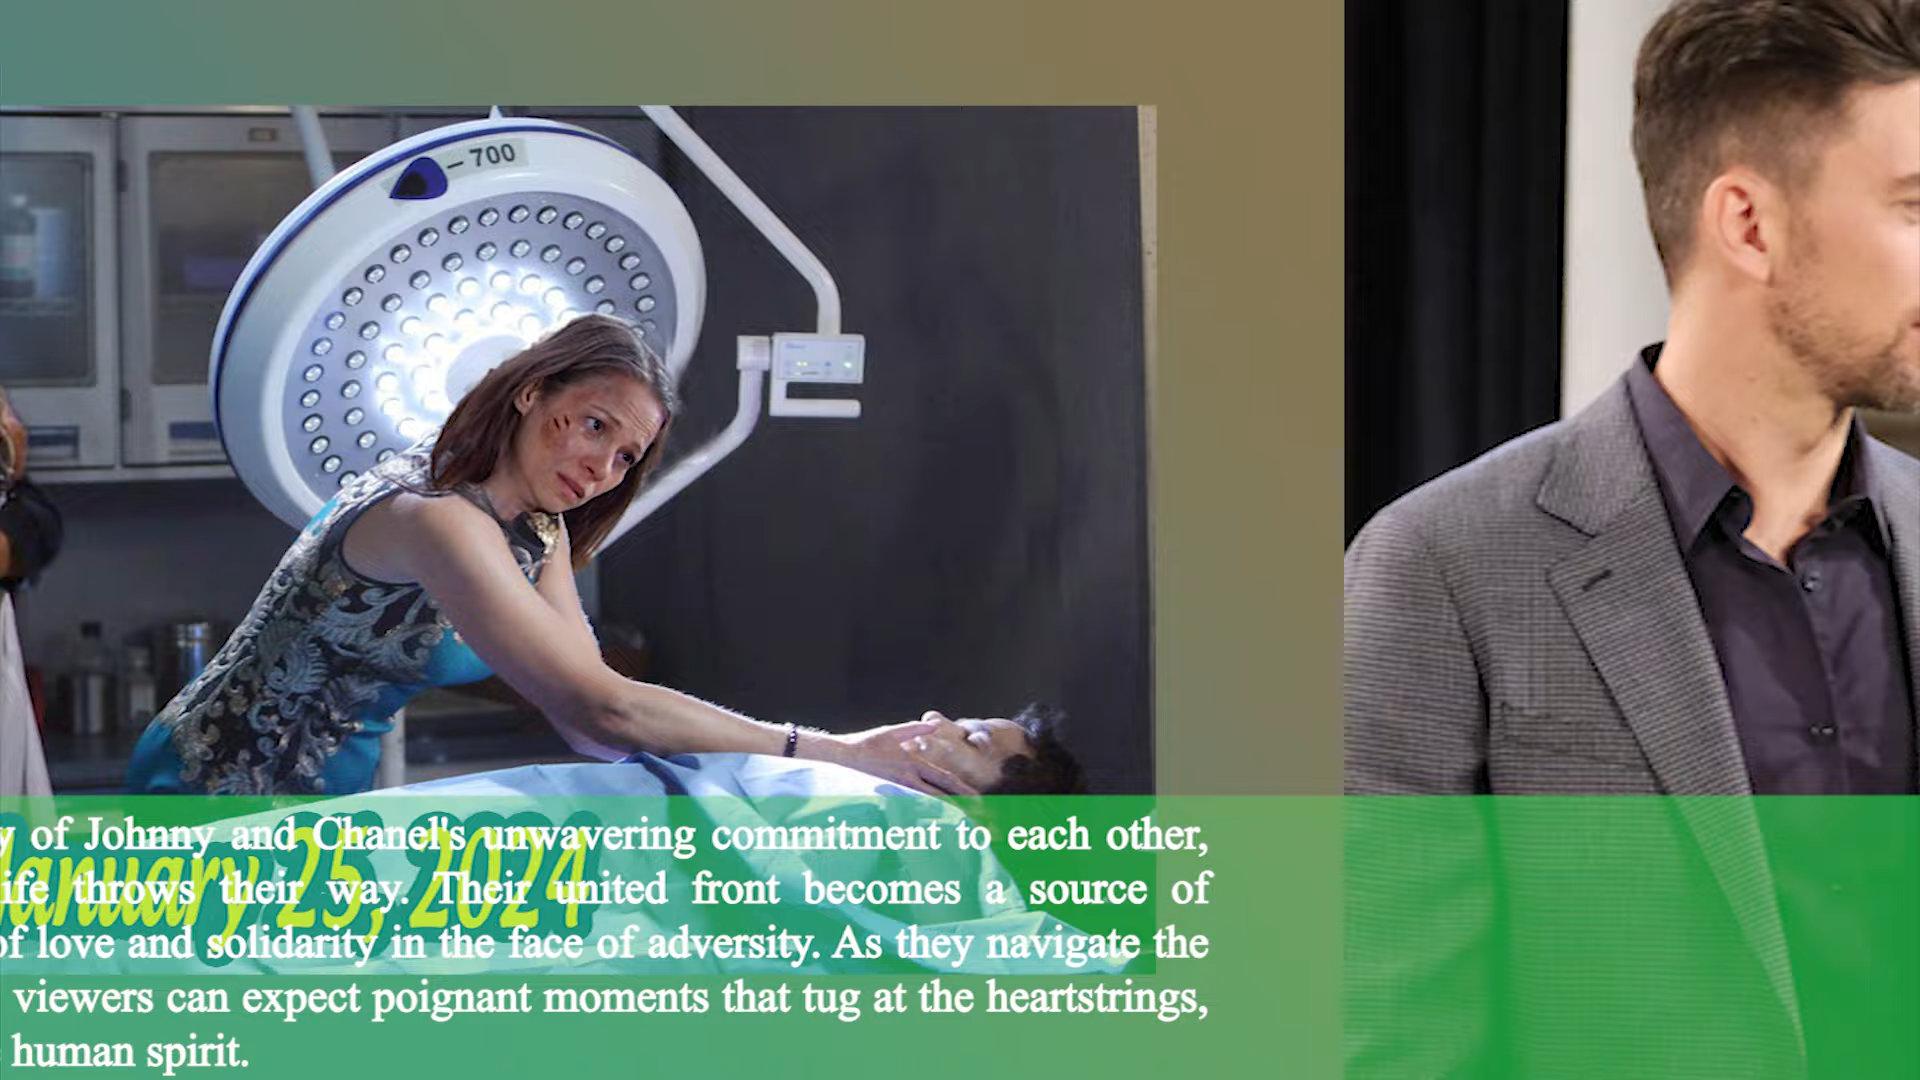 – 700
y of Johnny and Chanel's unwavering commitment to each other,
January 25, 2024
ife throws their way. Their united front becomes a source of
of love and solidarity in the face of adversity. As they navigate the
viewers can expect poignant moments that tug at the heartstrings,
human spirit.